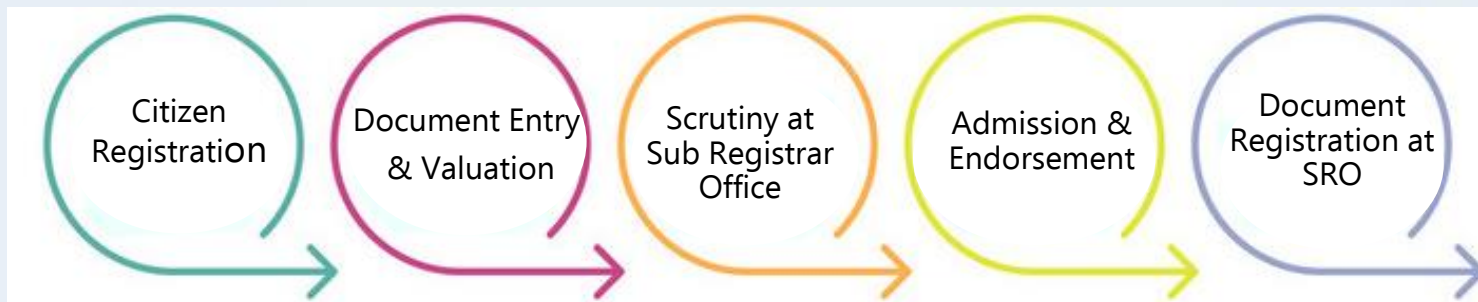 Citizen
Registration
Document Entry
& Valuation
Scrutiny at
Sub Registrar
Office
Admission &
Endorsement
Document
Registration at
SRO